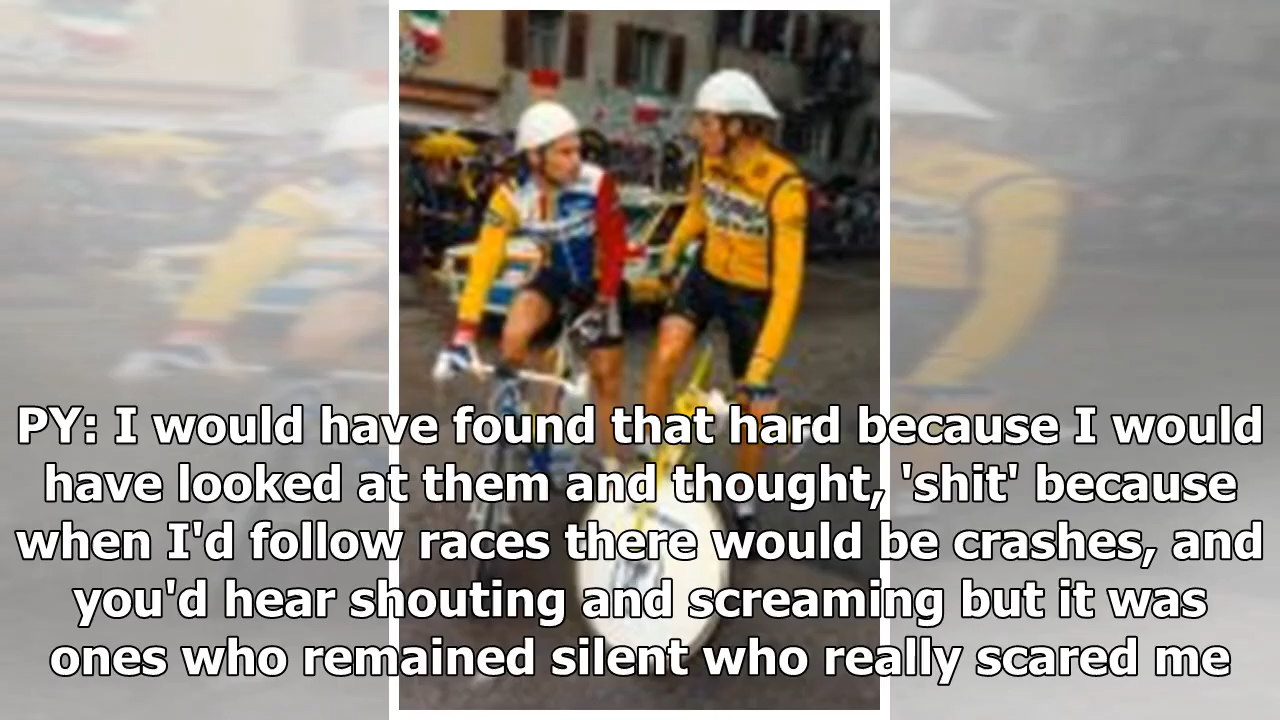 PY: I would have found that hard because I would
have looked at them and thought, 'shit' because
when I'd follow races there would be crashes, and
you'd hear shouting and screaming but it was
ones who remained silent who really scared me